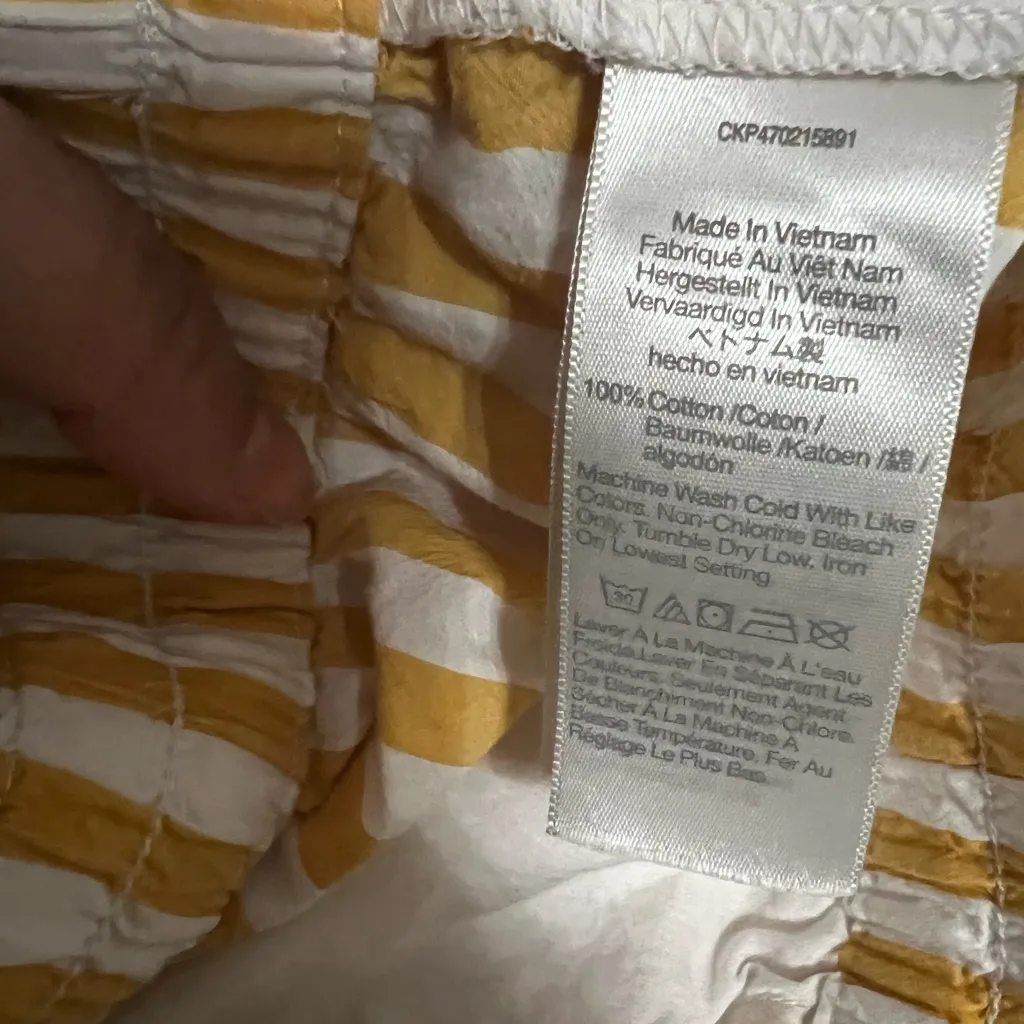 CKP470215891
Made In Vietnam
Fabriqué Au Viêt Nam
Hergestellt In Vietnam
Vervaardigd In Vietnam
ベトナム製
hecho en vietnam
100% Cotton /Coton /
Baumwolle /Katoen /綿 /
algodón
Machine Wash Cold With Like
Colors. Non-Chlorine Bleach
Only. Tumble Dry Low. Iron
On Lowest Setting
30
Laver À La Machine À L'eau
Froide.Laver En Séparant Les
Couleurs. Seulement Agent
De Blanchiment Non-Chlore.
Sécher À La Machine A
Basse Température. Fer Au
Réglage Le Plus Bas